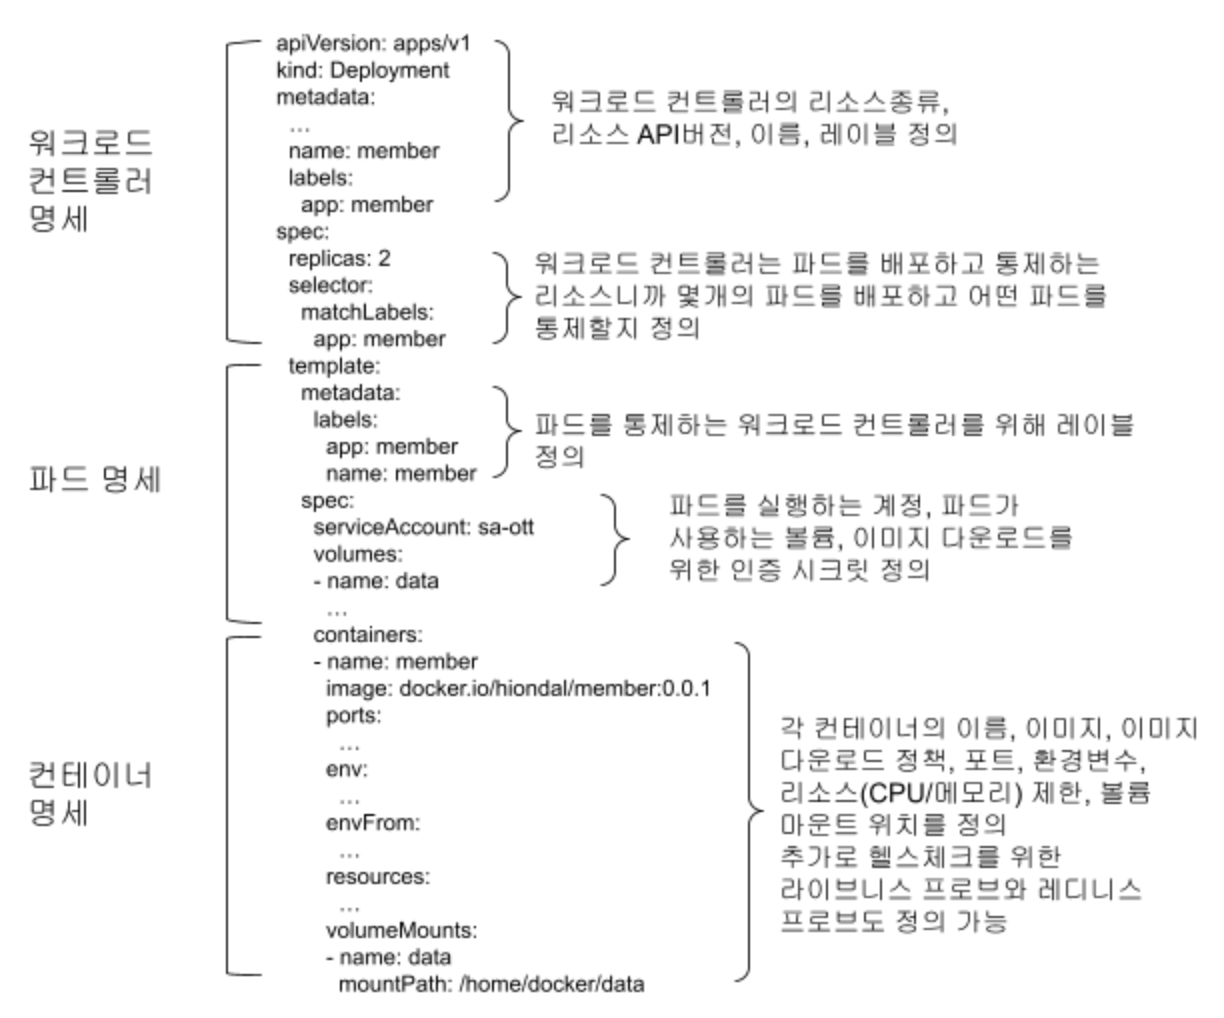 워크로드
컨트롤러
명세
apiVersion: apps/v1
kind: Deployment
metadata:
...
name: member
labels:
app: member
spec:
replicas: 2
selector:
matchLabels:
app: member
워크로드 컨트롤러의 리소스종류,
리소스 API버전, 이름, 레이블 정의
워크로드 컨트롤러는 파드를 배포하고 통제하는
리소스니까 몇개의 파드를 배포하고 어떤 파드를
통제할지 정의
파드 명세
template:
metadata:
labels:
app: member
name: member
spec:
serviceAccount: sa-ott
volumes:
- name: data
...
파드를 통제하는 워크로드 컨트롤러를 위해 레이블
정의
파드를 실행하는 계정, 파드가
사용하는 볼륨, 이미지 다운로드를
위한 인증 시크릿 정의
컨테이너
명세
containers:
- name: member
image: docker.io/hiondal/member:0.0.1
ports:
...
env:
...
envFrom:
...
resources:
...
volumeMounts:
- name: data
mountPath: /home/docker/data
각 컨테이너의 이름, 이미지, 이미지
다운로드 정책, 포트, 환경변수,
리소스(CPU/메모리) 제한, 볼륨
마운트 위치를 정의
추가로 헬스체크를 위한
라이브니스 프로브와 레디니스
프로브도 정의 가능